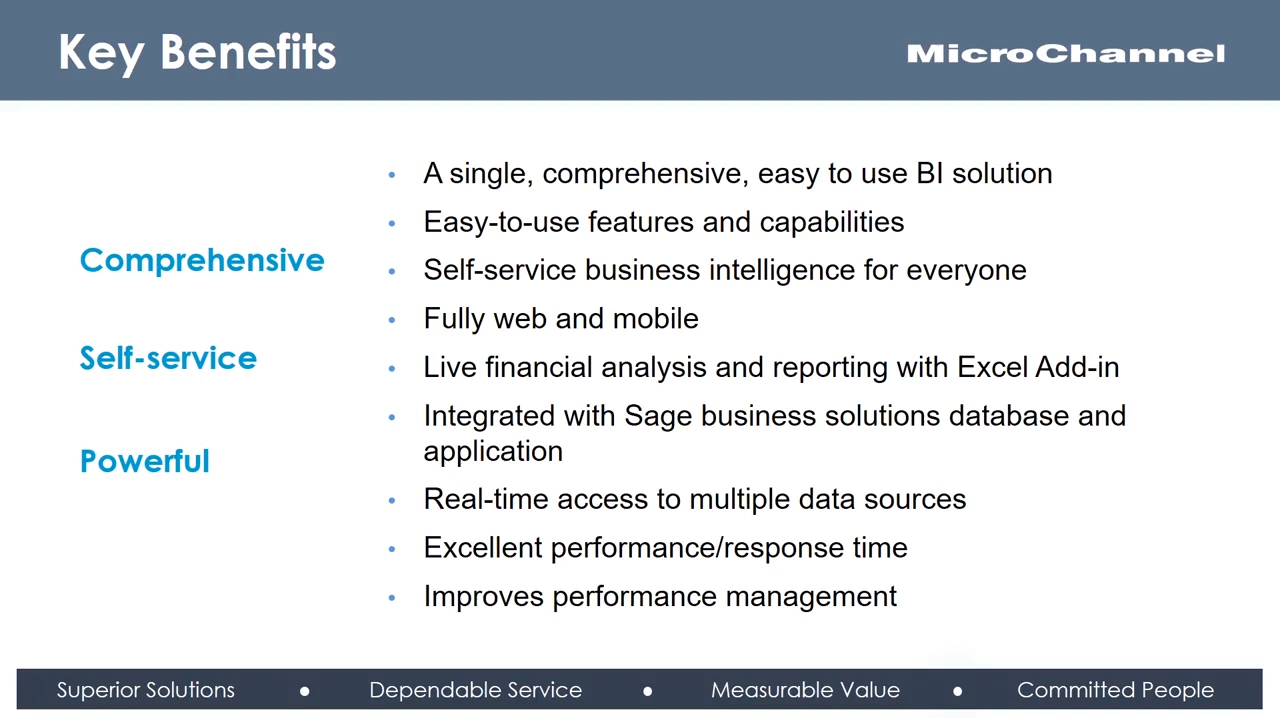 Key Benefits
MicroChannel
Comprehensive
Self-service
Powerful
• A single, comprehensive, easy to use BI solution
• Easy-to-use features and capabilities
• Self-service business intelligence for everyone
• Fully web and mobile
• Live financial analysis and reporting with Excel Add-in
• Integrated with Sage business solutions database and
application
• Real-time access to multiple data sources
• Excellent performance/response time
• Improves performance management
Superior Solutions • Dependable Service • Measurable Value • Committed People